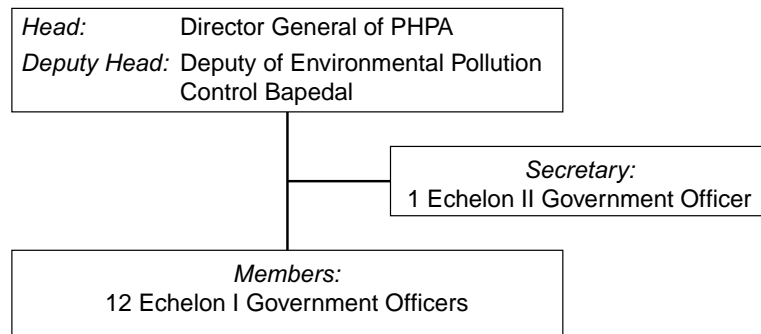 Head: Director General of PHPA
Deputy Head: Deputy of Environmental Pollution
Control Bapedal
Secretary:
1 Echelon II Government Officer
Members:
12 Echelon I Government Officers